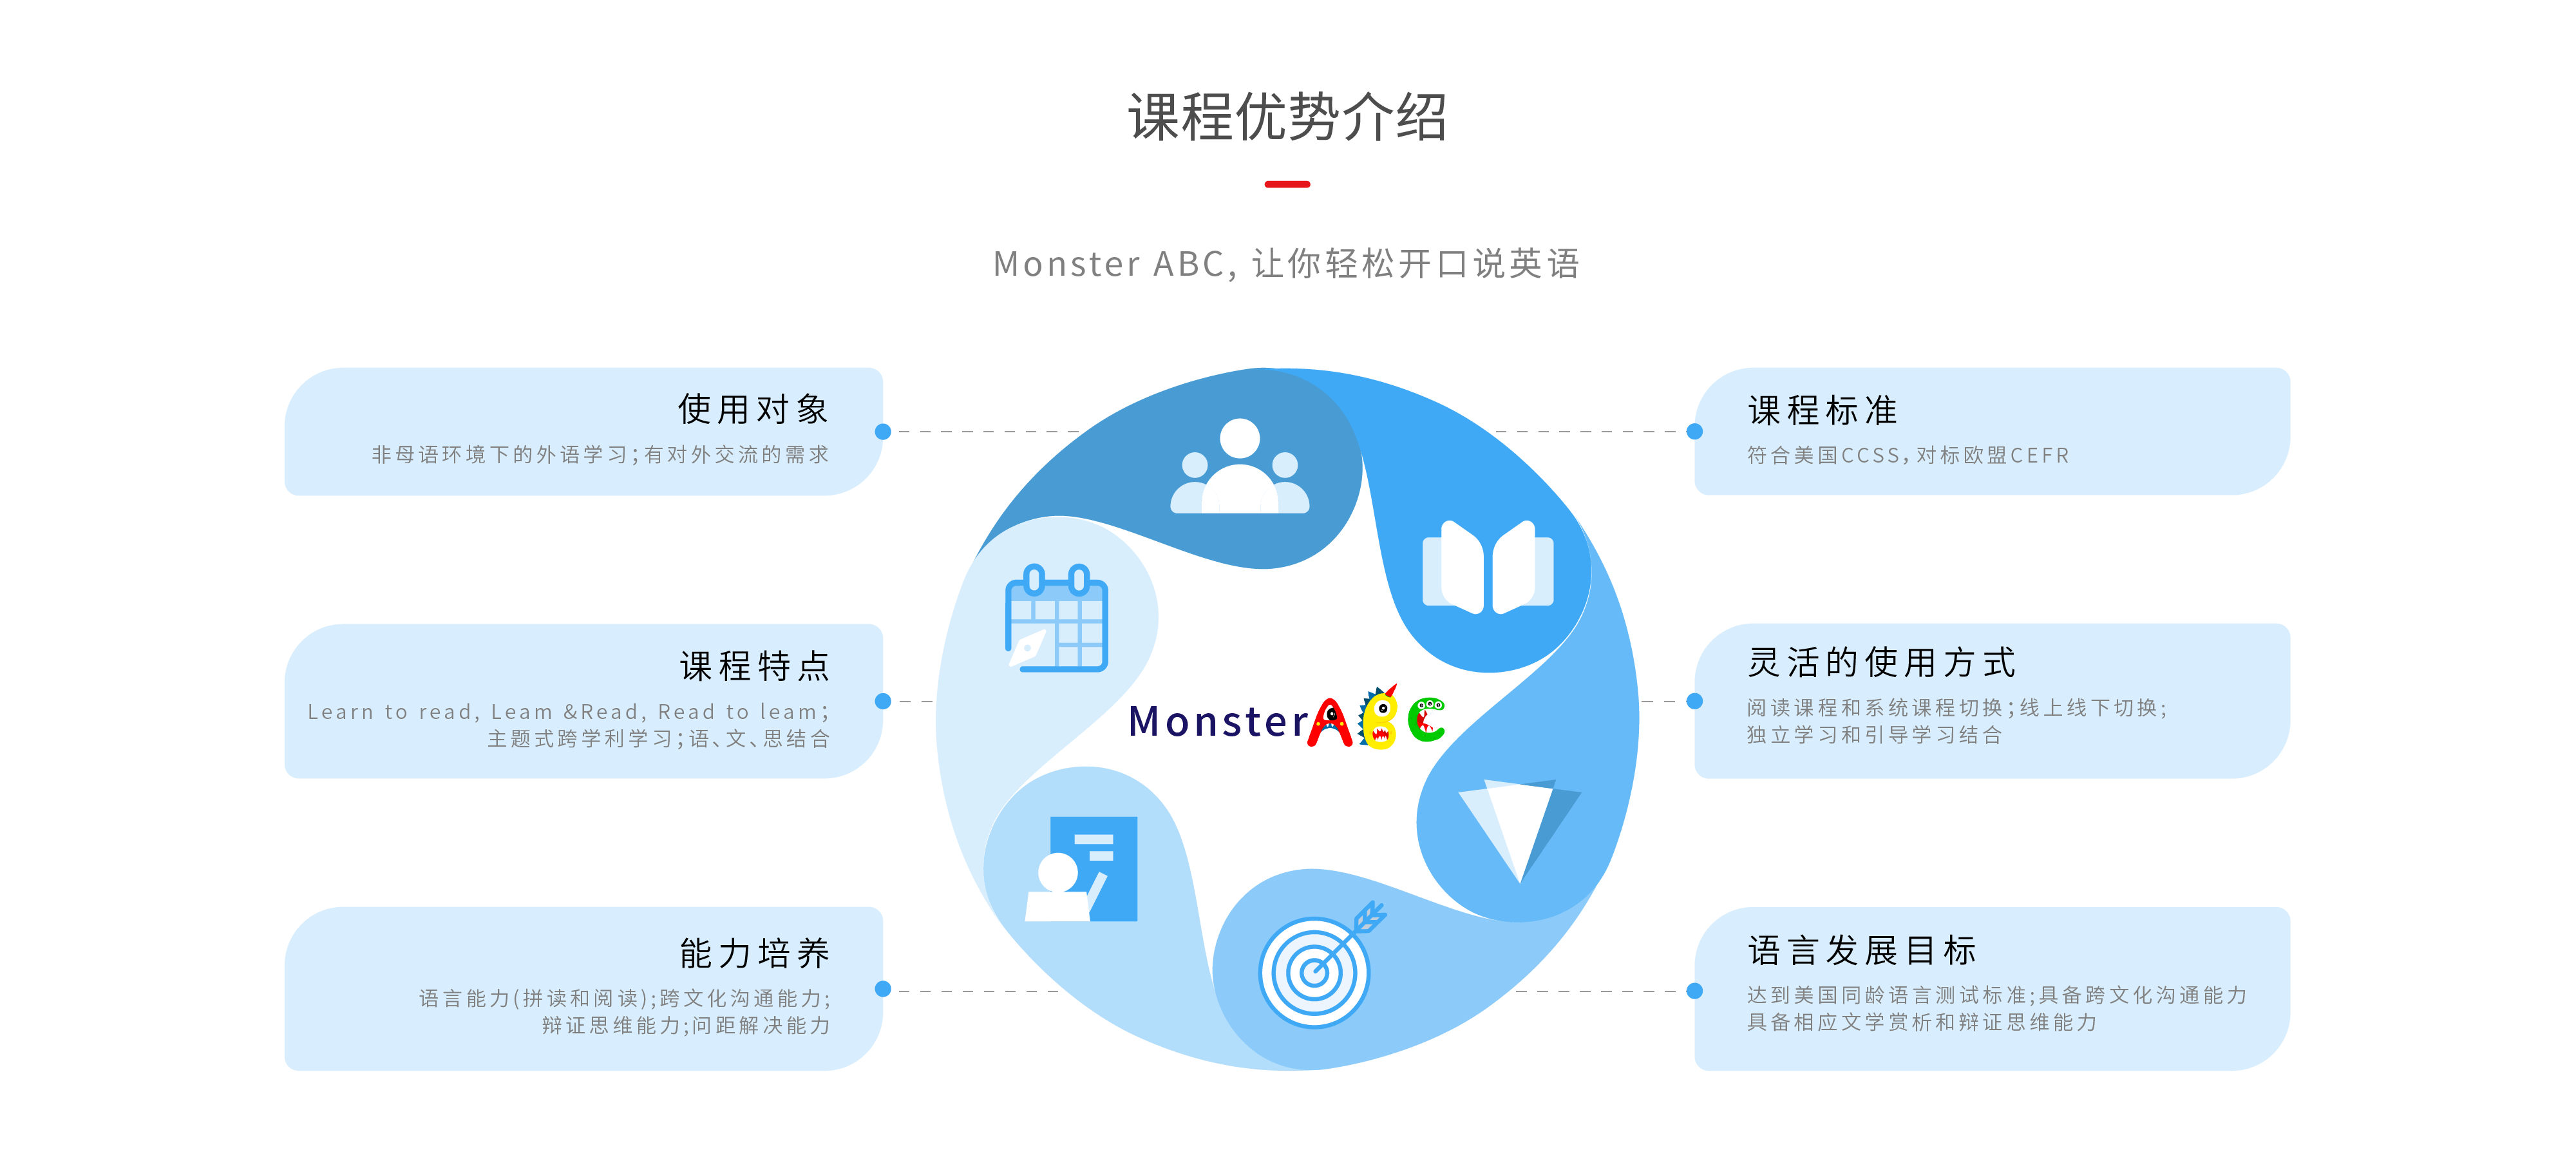 课程优势介绍
Monster ABC, 让你轻松开口说英语
使用对象
非母语环境下的外语学习;有对外交流的需求
课程特点
Learn to read, Leam &Read, Read to leam;
主题式跨学利学习;语、文、思结合
能力培养
语言能力(拼读和阅读);跨文化沟通能力;
辩证思维能力;问距解决能力
MonsterABC
课程标准
符合美国CCSS, 对标欧盟CEFR
灵活的使用方式
阅读课程和系统课程切换;线上线下切换;
独立学习和引导学习结合
语言发展目标
达到美国同龄语言测试标准;具备跨文化沟通能力
具备相应文学赏析和辩证思维能力